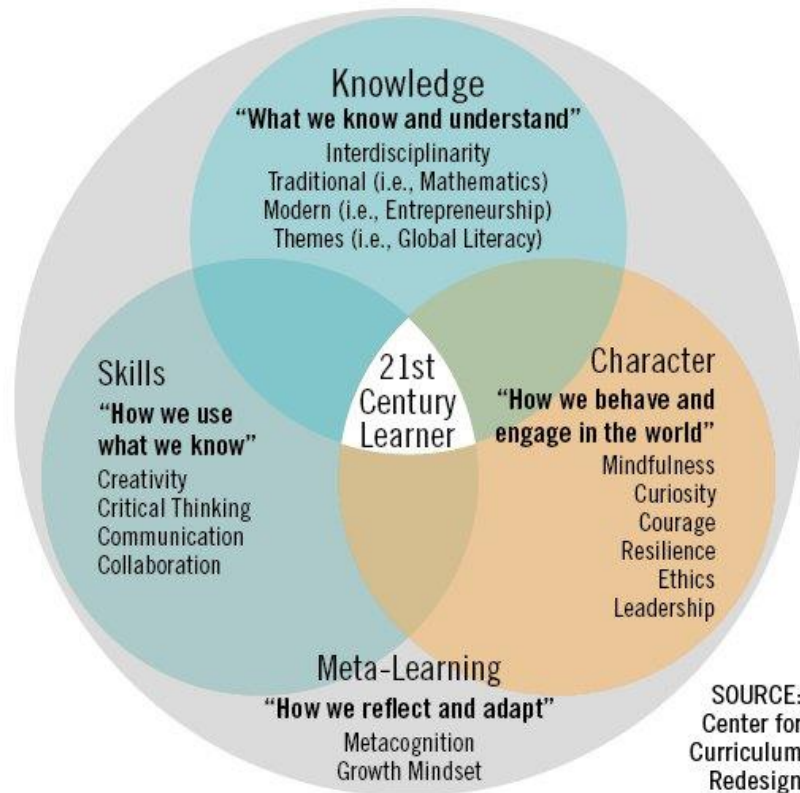 Knowledge
“What we know and understand”
Interdisciplinarity
Traditional (i.e., Mathematics)
Modern (i.e., Entrepreneurship)
Themes (i.e., Global Literacy)
Skills
“How we use
what we know”
Creativity
Critical Thinking
Communication
Collaboration
21st
Century
Learner
Character
“How we behave and
engage in the world”
Mindfulness
Curiosity
Courage
Resilience
Ethics
Leadership
Meta-Learning
“How we reflect and adapt”
Metacognition
Growth Mindset
SOURCE:
Center for
Curriculum
Redesign